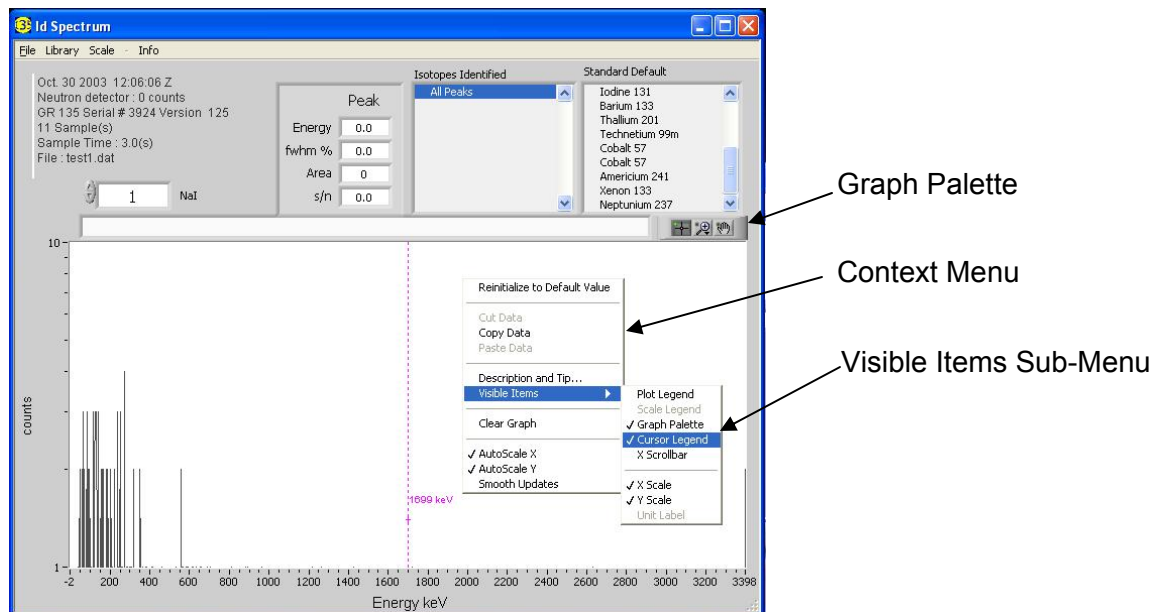 Id Spectrum
File Library Scale - Info
Oct. 30 2003 12:06:06 Z
Neutron detector : 0 counts
GR 135 Serial # 3924 Version 125
11 Sample(s)
Sample Time : 3.0(s)
File : test1.dat
1 NaI
Peak
Energy 0.0
fwhm % 0.0
Area 0
s/n 0.0
Isotopes Identified
All Peaks
Standard Default
Iodine 131
Barium 133
Thallium 201
Technetium 99m
Cobalt 57
Cobalt 57
Americium 241
Xenon 133
Neptunium 237
Graph Palette
Context Menu
Visible Items Sub-Menu
Reinitialize to Default Value
Cut Data
Copy Data
Paste Data
Description and Tip...
Visible Items
Clear Graph
✓ AutoScale X
✓ AutoScale Y
Smooth Updates
Plot Legend
Scale Legend
✓ Graph Palette
✓ Cursor Legend
X Scrollbar
✓ X Scale
✓ Y Scale
Unit Label
1699 keV
counts
10
1
-2 200 400 600 800 1000 1200 1400 1600 1800 2000 2200 2400 2600 2800 3000 3200 3398
Energy keV